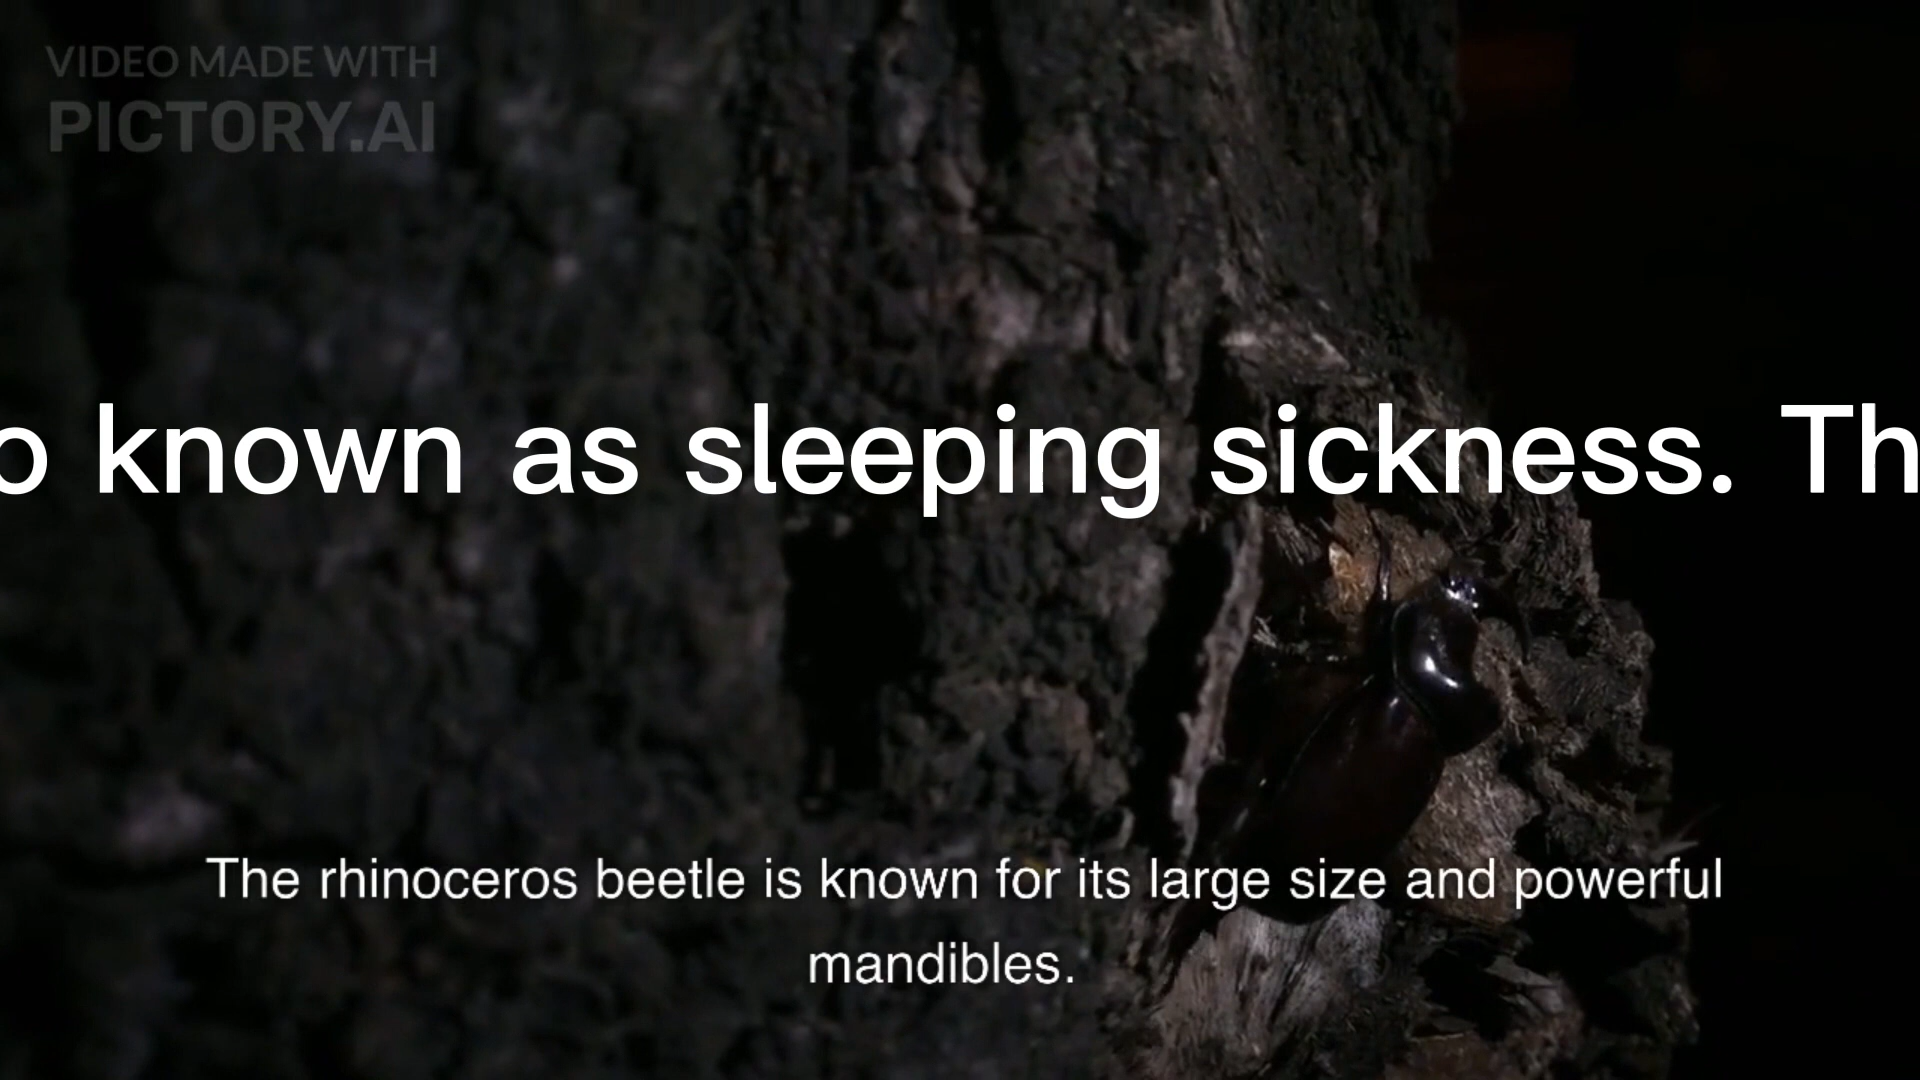 VIDEO MADE WITH
PICTORY.AI
o known as sleeping sickness. Th
The rhinoceros beetle is known for its large size and powerful
mandibles.